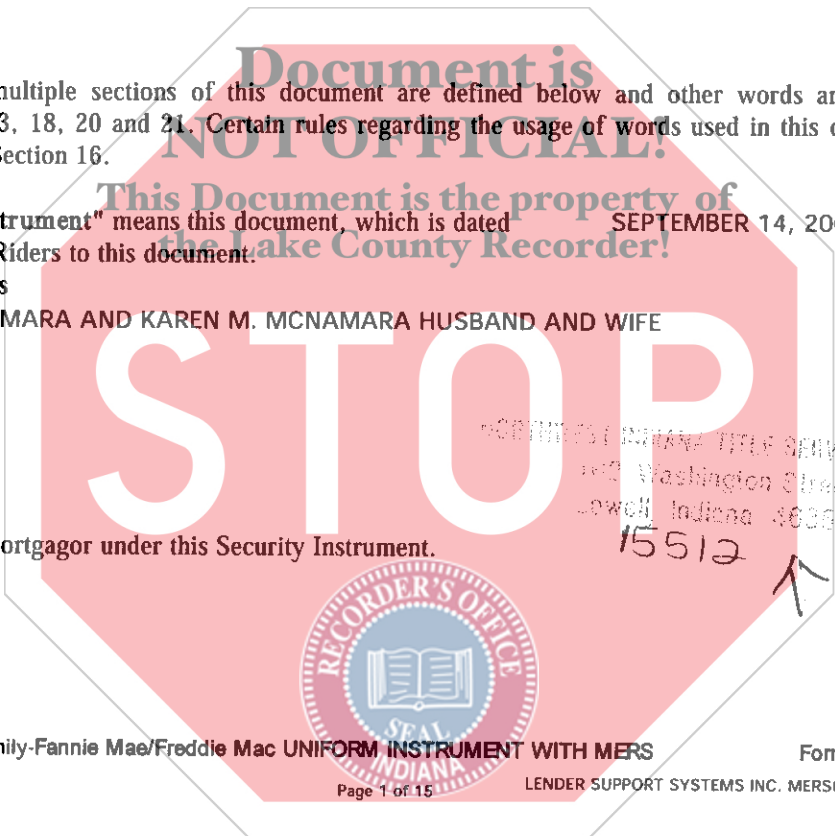 Document is
multiple sections of this document are defined below and other words ar
3, 18, 20 and 21. Certain rules regarding the usage of words used in this
NOT OFFICIAL!
Section 16.
This Document is the property of
trument" means this document, which is dated SEPTEMBER 14, 20
the Lake County Recorder!
Riders to this document.
s
MARA AND KAREN M. MCNAMARA HUSBAND AND WIFE
STOP
INDIANA TITLE
Washington
Lowell, Indiana
ortgagor under this Security Instrument.
15512
RECORDER'S OFFICE
SEAL
INDIANA
ily-Fannie Mae/Freddie Mac UNIFORM INSTRUMENT WITH MERS
Page 1 of 15
LENDER SUPPORT SYSTEMS INC.